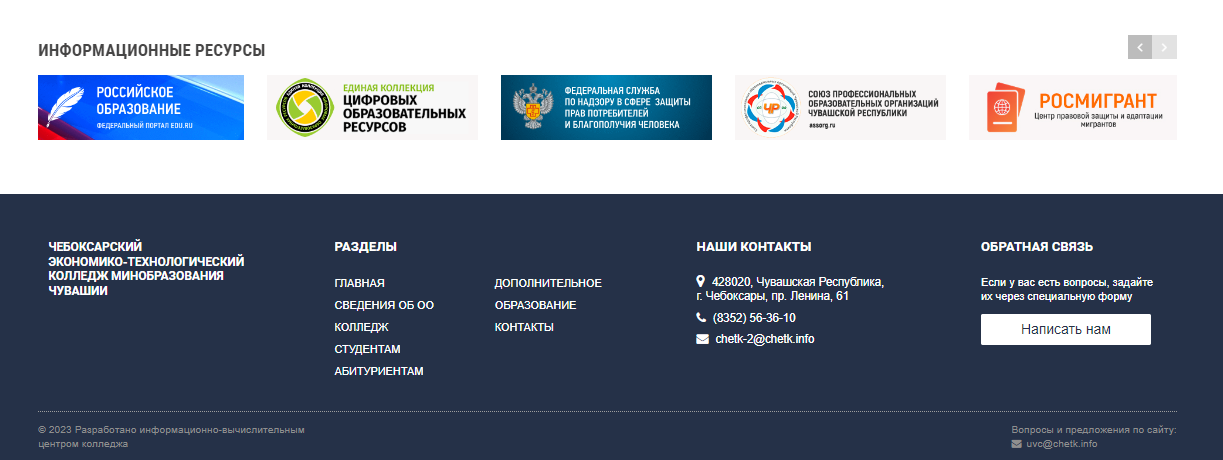 ИНФОРМАЦИОННЫЕ РЕСУРСЫ
РОССИЙСКОЕ
ОБРАЗОВАНИЕ
ФЕДЕРАЛЬНЫЙ ПОРТАЛ EDU.RU
ЕДИНАЯ КОЛЛЕКЦИЯ
ЦИФРОВЫХ
ОБРАЗОВАТЕЛЬНЫХ
РЕСУРСОВ
ФЕДЕРАЛЬНАЯ СЛУЖБА
ПО НАДЗОРУ В СФЕРЕ ЗАЩИТЫ
ПРАВ ПОТРЕБИТЕЛЕЙ
И БЛАГОПОЛУЧИЯ ЧЕЛОВЕКА
ЧР
СОЮЗ ПРОФЕССИОНАЛЬНЫХ
ОБРАЗОВАТЕЛЬНЫХ ОРГАНИЗАЦИЙ
ЧУВАШСКОЙ РЕСПУБЛИКИ
assorg.ru
РОСМИГРАНТ
Центр правовой защиты и адаптации
мигрантов
ЧЕБОКСАРСКИЙ
ЭКОНОМИКО-ТЕХНОЛОГИЧЕСКИЙ
КОЛЛЕДЖ МИНОБРАЗОВАНИЯ
ЧУВАШИИ
РАЗДЕЛЫ
ГЛАВНАЯ
СВЕДЕНИЯ ОБ ОО
КОЛЛЕДЖ
СТУДЕНТАМ
АБИТУРИЕНТАМ
ДОПОЛНИТЕЛЬНОЕ
ОБРАЗОВАНИЕ
КОНТАКТЫ
НАШИ КОНТАКТЫ
428020, Чувашская Республика,
г. Чебоксары, пр. Ленина, 61
(8352) 56-36-10
chetk-2@chetk.info
ОБРАТНАЯ СВЯЗЬ
Если у вас есть вопросы, задайте
их через специальную форму
Написать нам
© 2023 Разработано информационно-вычислительным
центром колледжа
Вопросы и предложения по сайту:
uvc@chetk.info